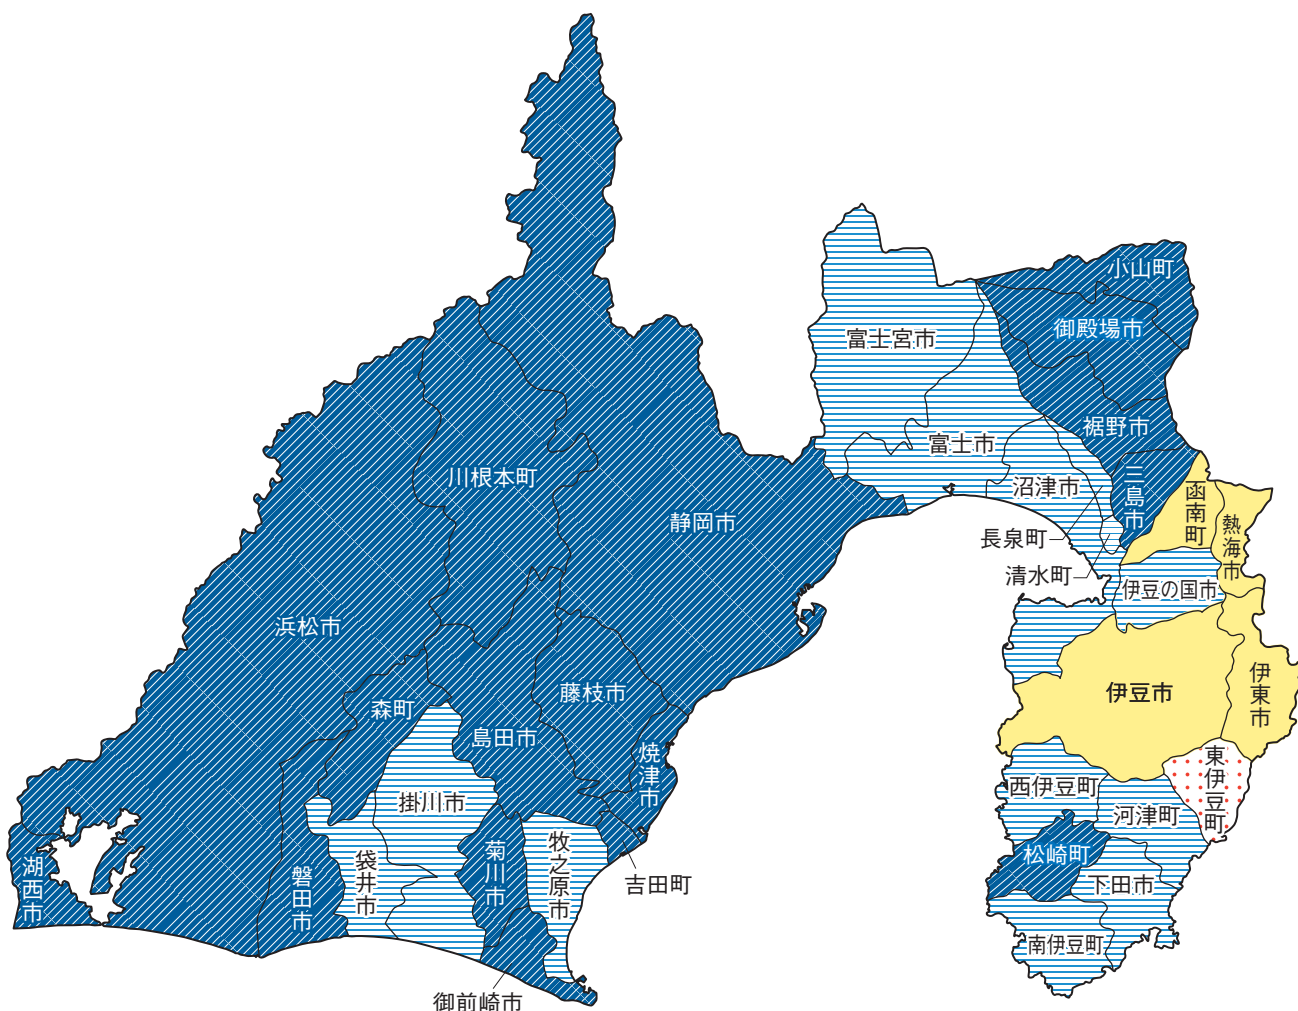 小山町
御殿場市
富士宮市
裾野市
富士市
川根本町
三島市
函南町
沼津市
静岡市
熱海市
長泉町
清水町
伊豆の国市
浜松市
藤枝市
伊豆市
伊東市
森町
島田市
焼津市
東伊豆町
西伊豆町
掛川市
河津町
松崎町
菊川市
牧之原市
湖西市
磐田市
袋井市
吉田町
下田市
南伊豆町
御前崎市